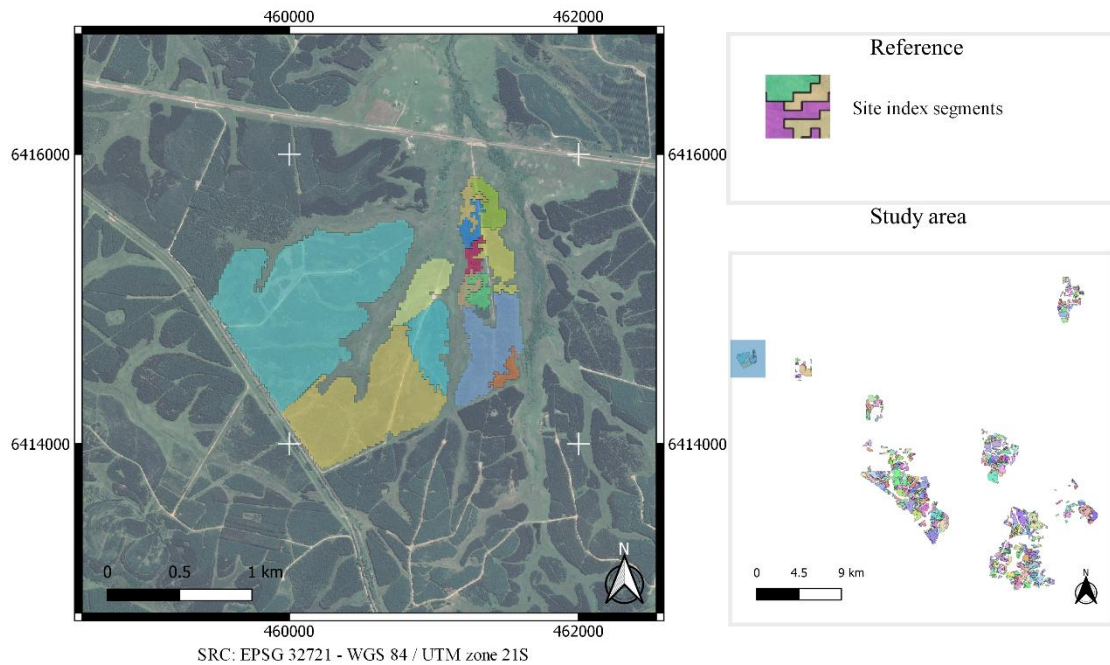 460000 462000
Reference
Site index segments
6416000 6416000
Study area
6414000 6414000
N
0 0.5 1 km
N
0 4.5 9 km
460000 462000
SRC: EPSG 32721 - WGS 84 / UTM zone 21S